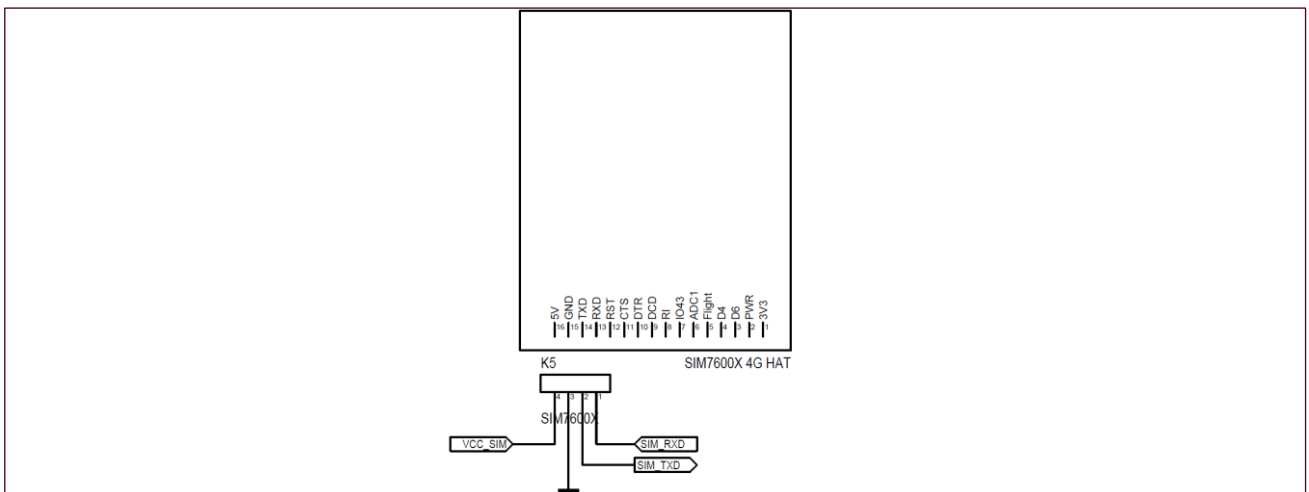 5V GND TXD RXD RST CTS DTR DCD RI IO43 ADC1 Flight D4 D6 PWR 3V3
16 15 14 13 12 11 10 9 8 7 6 5 4 3 2 1
K5
SIM7600X 4G HAT
4 3 2 1
SIM7600X
VCC_SIM
SIM_RXD
SIM_TXD